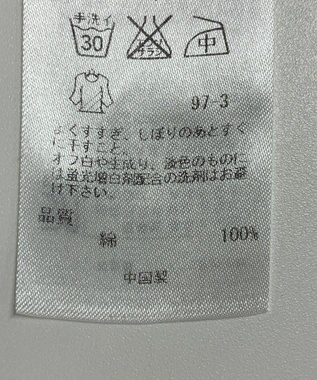 手洗イ
30
エンソ
サラシ
中
97-3
よくすすぎ、しぼりのあとすぐ
に干すこと。
オフ白や生成り、淡色のものに
は蛍光増白剤配合の洗剤はお避
け下さい。
品質
綿 100%
中国製